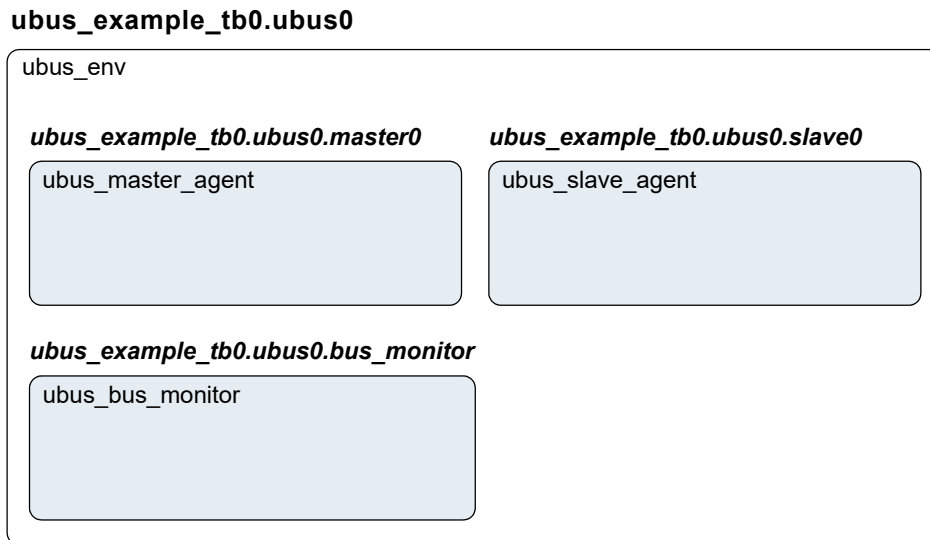 ubus_example_tb0.ubus0
ubus_env
ubus_example_tb0.ubus0.master0
ubus_example_tb0.ubus0.slave0
ubus_master_agent
ubus_slave_agent
ubus_example_tb0.ubus0.bus_monitor
ubus_bus_monitor